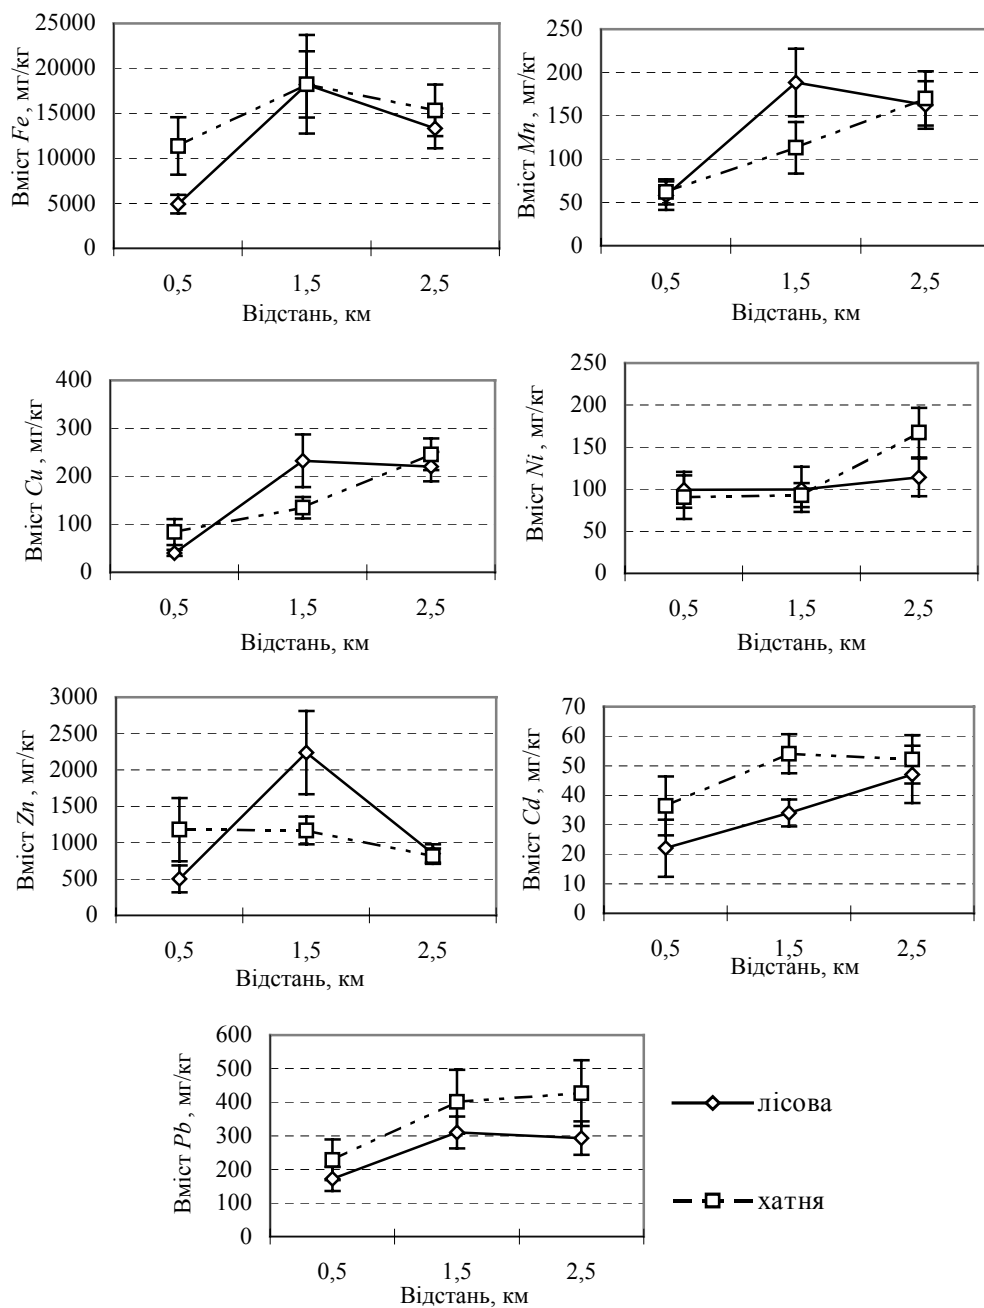 25000
20000
15000
10000
5000
0
Вміст Fe, мг/кг
0,5 1,5 2,5
Відстань, км
250
200
150
100
50
0
Вміст Mn, мг/кг
0,5 1,5 2,5
Відстань, км
400
300
200
100
0
Вміст Cu, мг/кг
0,5 1,5 2,5
Відстань, км
250
200
150
100
50
0
Вміст Ni, мг/кг
0,5 1,5 2,5
Відстань, км
3000
2500
2000
1500
1000
500
0
Вміст Zn, мг/кг
0,5 1,5 2,5
Відстань, км
70
60
50
40
30
20
10
0
Вміст Cd, мг/кг
0,5 1,5 2,5
Відстань, км
600
500
400
300
200
100
0
Вміст Pb, мг/кг
0,5 1,5 2,5
Відстань, км
лісова
хатня